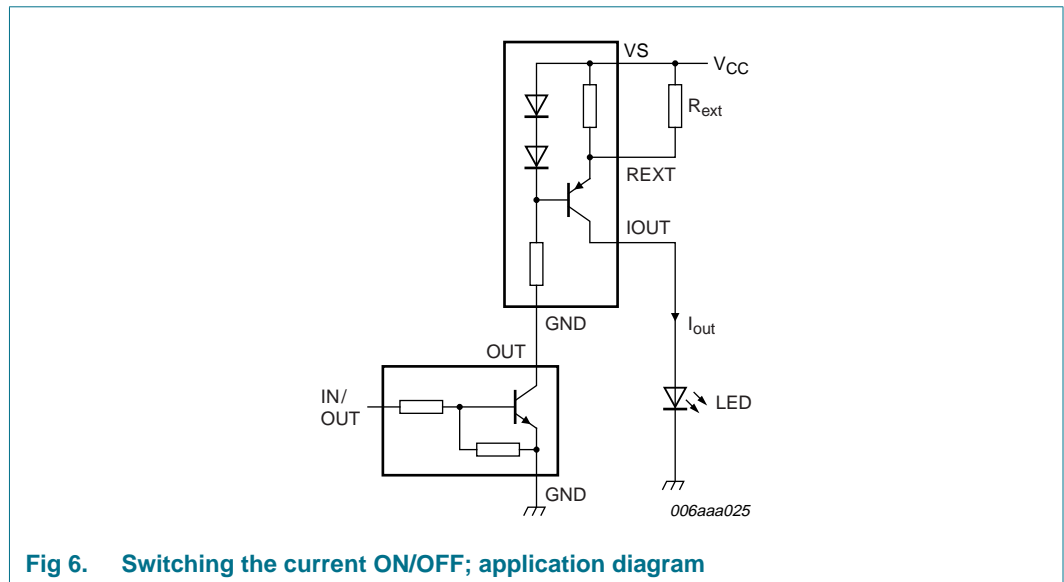 VS
VCC
Rext
REXT
IOUT
GND
Iout
OUT
IN/
OUT
LED
GND
006aaa025
Fig 6. Switching the current ON/OFF; application diagram